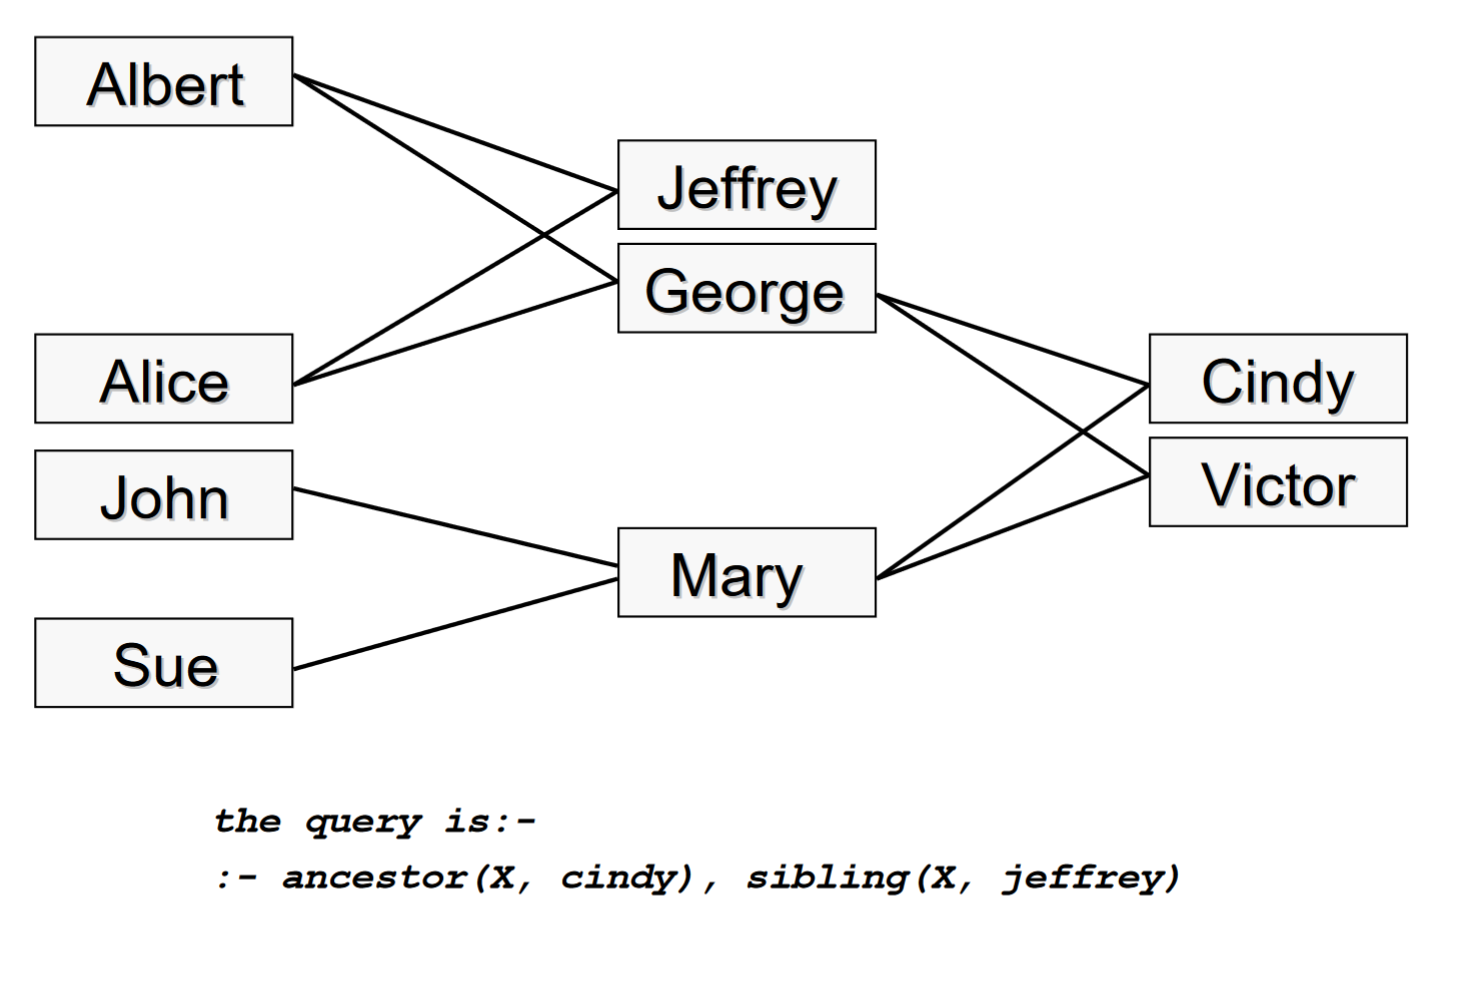 Albert
Jeffrey
George
Alice
Cindy
John
Victor
Mary
Sue
the query is:-
:- ancestor(X, cindy), sibling(X, jeffrey)